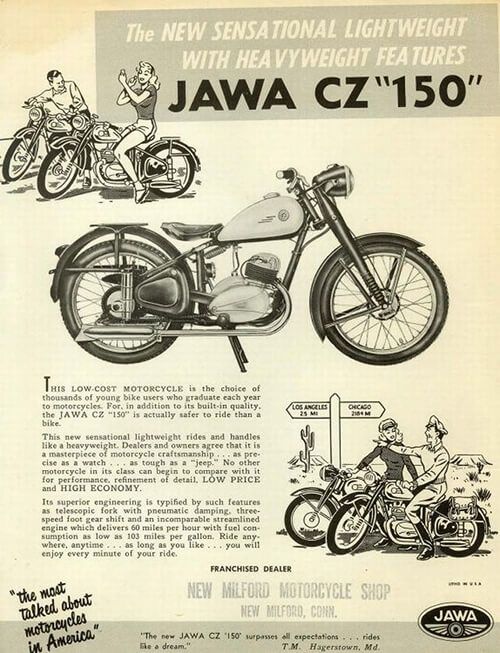 The NEW SENSATIONAL LIGHTWEIGHT
WITH HEAVYWEIGHT FEATURES
JAWA CZ "150"
LOS ANGELES
25 MI
CHICAGO
2184 MI
THIS LOW-COST MOTORCYCLE is the choice of
thousands of young bike users who graduate each year
to motorcycles. For, in addition to its built-in quality,
the JAWA CZ "150" is actually safer to ride than a
bike.
This new sensational lightweight rides and handles
like a heavyweight. Dealers and owners agree that it is
a masterpiece of motorcycle craftsmanship . . . as pre-
cise as a watch . . . as tough as a "jeep." No other
motorcycle in its class can begin to compare with it
for performance, refinement of detail, LOW PRICE
and HIGH ECONOMY.
Its superior engineering is typified by such features
as telescopic fork with pneumatic damping, three-
speed foot gear shift and an incomparable streamlined
engine which delivers 60 miles per hour with fuel con-
sumption as low as 103 miles per gallon. Ride any-
where, anytime . . . as long as you like . . . you will
enjoy every minute of your ride.
FRANCHISED DEALER
NEW MILFORD MOTORCYCLE SHOP
NEW MILFORD, CONN.
LITHO IN U S A
"the most
talked about
motorcycles
in America"
"The new JAWA CZ '150' surpasses all expectations . . . rides
like a dream."
T.M. Hagerstown, Md.
JAWA